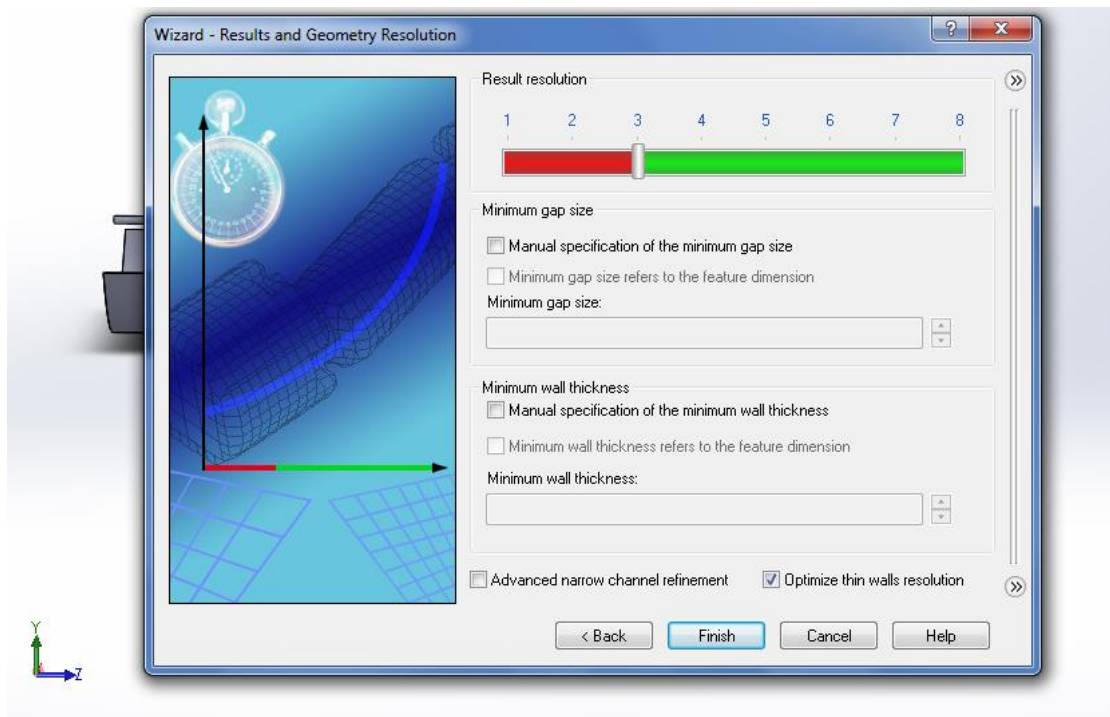 Wizard - Results and Geometry Resolution
?
X
Result resolution
1 2 3 4 5 6 7 8
Minimum gap size
Manual specification of the minimum gap size
Minimum gap size refers to the feature dimension
Minimum gap size:
Minimum wall thickness
Manual specification of the minimum wall thickness
Minimum wall thickness refers to the feature dimension
Minimum wall thickness:
Advanced narrow channel refinement
Optimize thin walls resolution
< Back Finish Cancel Help
Y
Z